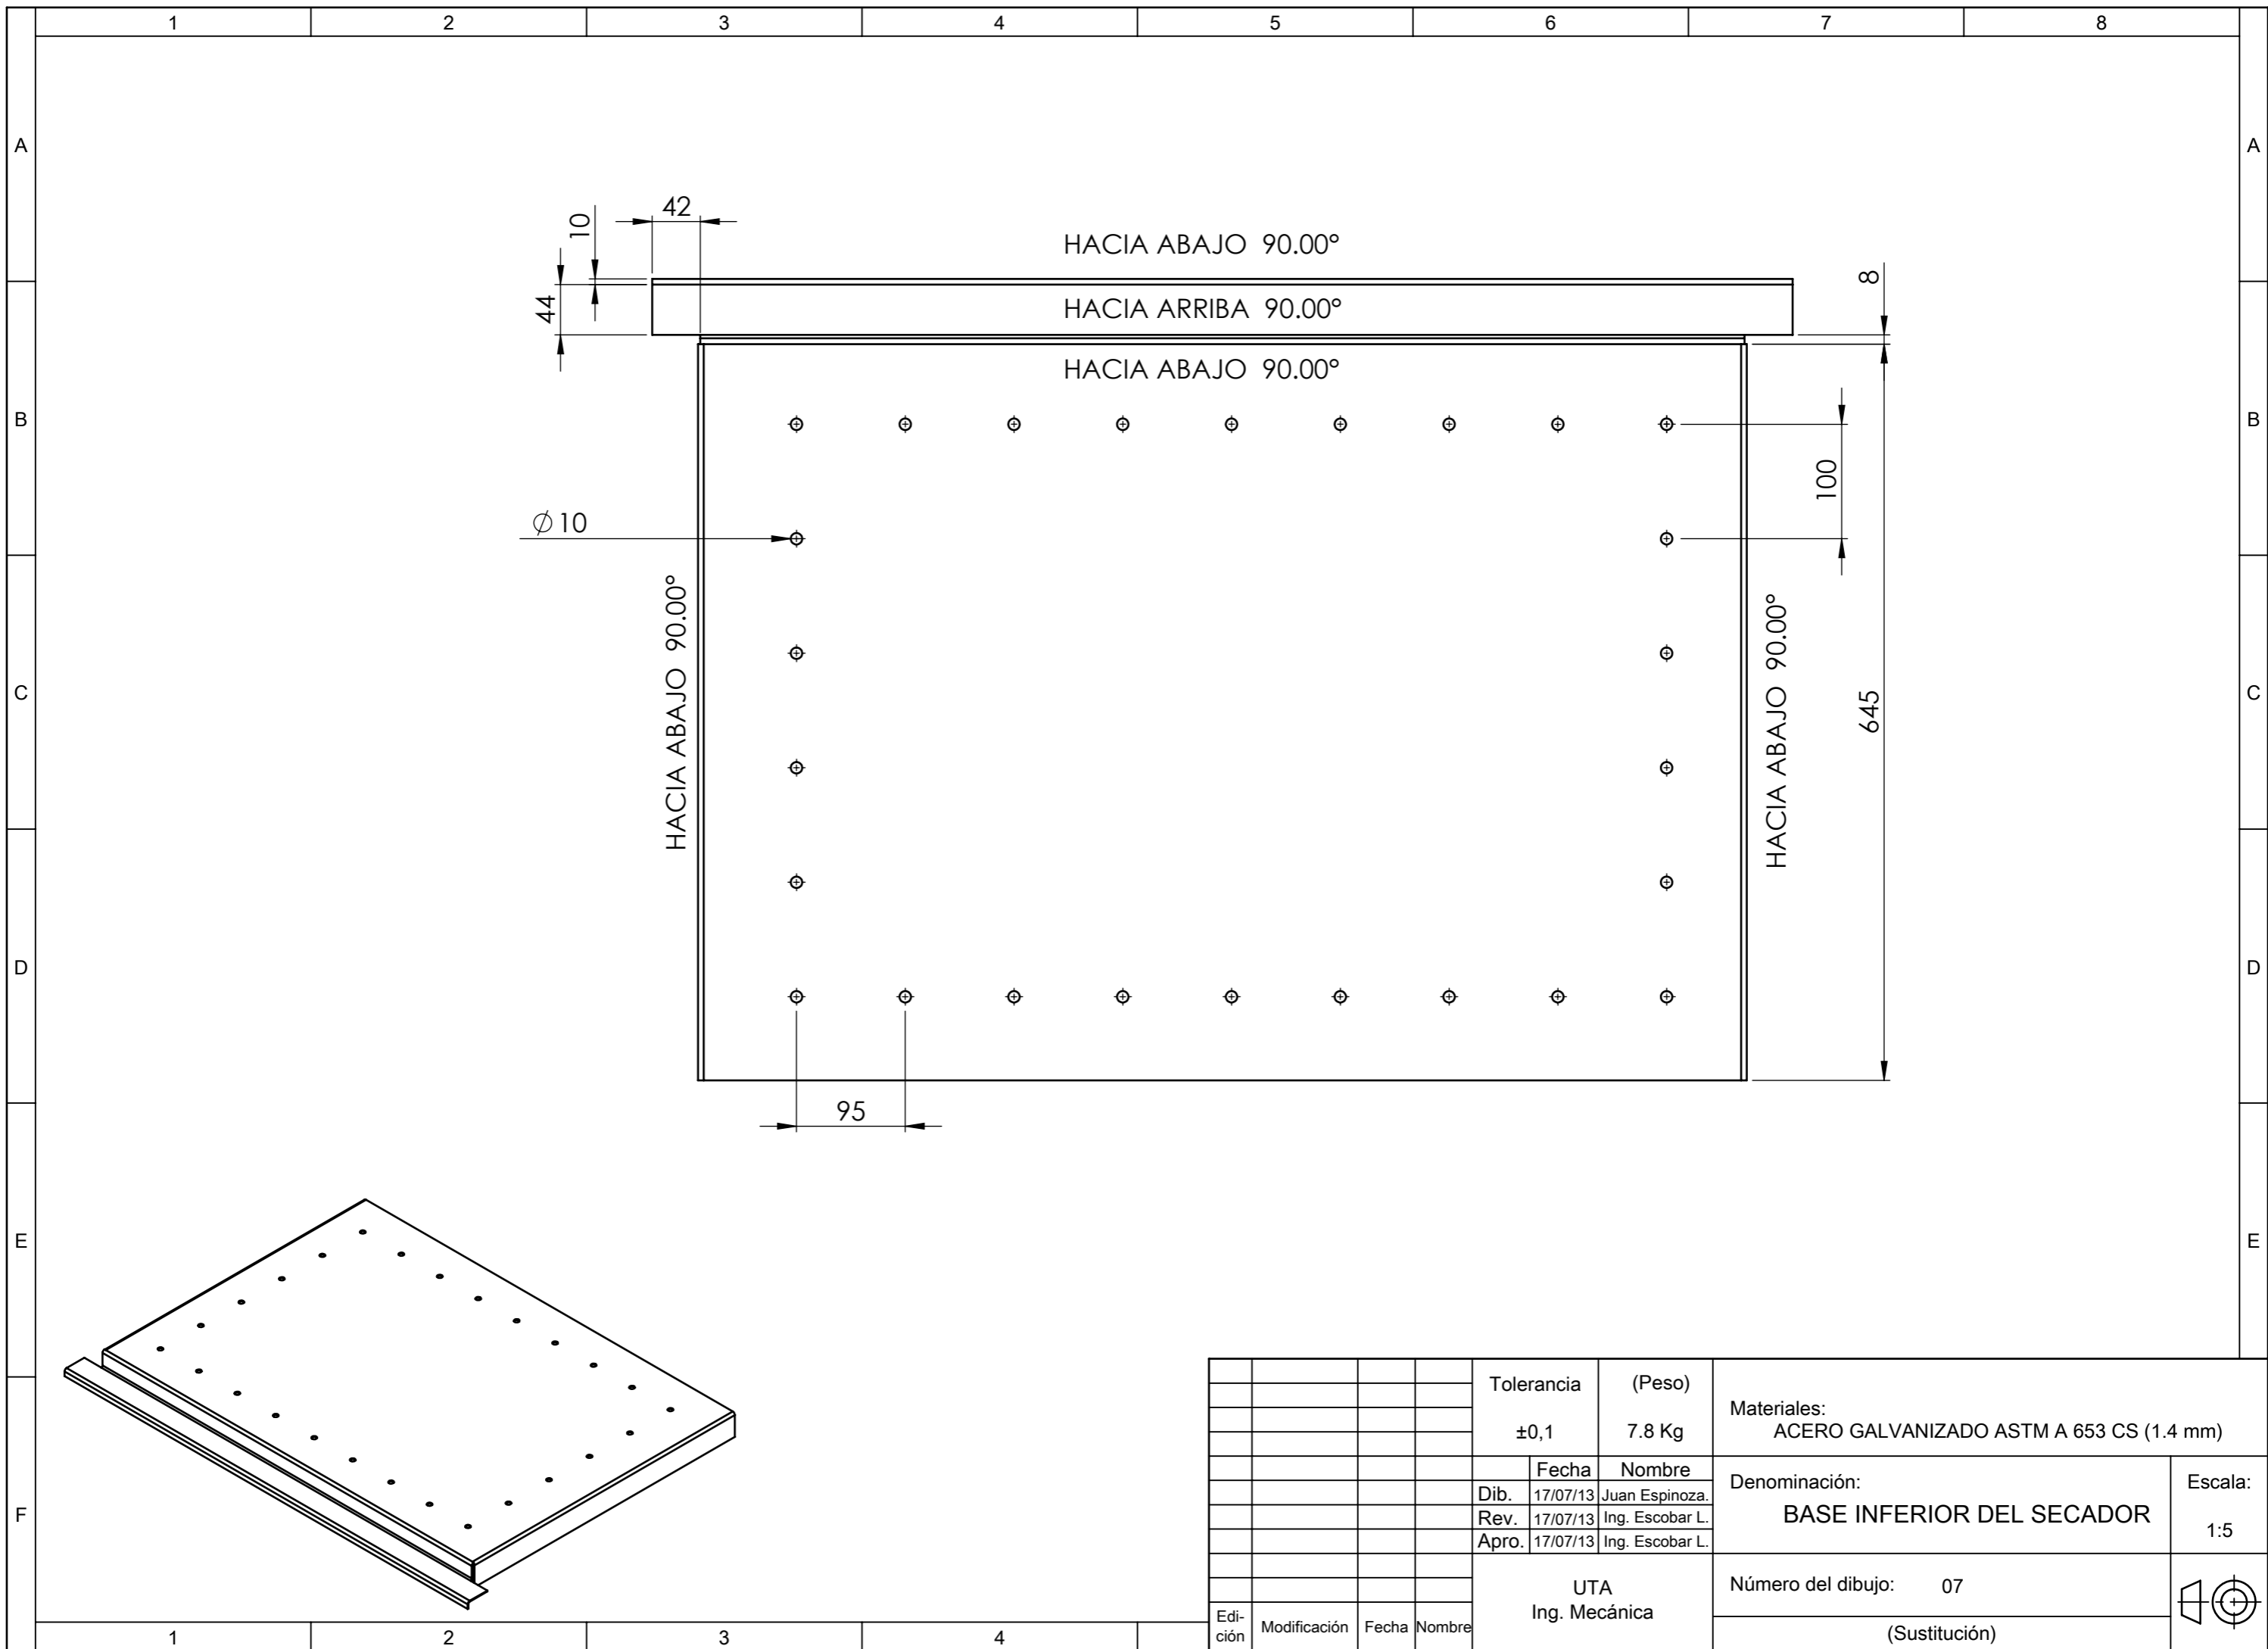 1 2 3 4 5 6 7 8
A A
42
10
HACIA ABAJO 90.00°
8
44
HACIA ARRIBA 90.00°
HACIA ABAJO 90.00°
B B
100
Ø 10
HACIA ABAJO 90.00°
HACIA ABAJO 90.00°
C C
645
D D
95
E E
F
Tolerancia
±0,1
(Peso)
7.8 Kg
Materiales:
ACERO GALVANIZADO ASTM A 653 CS (1.4 mm)
Fecha Nombre
Dib. 17/07/13 Juan Espinoza.
Rev. 17/07/13 Ing. Escobar L.
Apro. 17/07/13 Ing. Escobar L.
Denominación:
BASE INFERIOR DEL SECADOR
Escala:
1:5
UTA
Ing. Mecánica
Número del dibujo: 07
(Sustitución)
Edi-
ción
Modificación Fecha Nombre
1 2 3 4